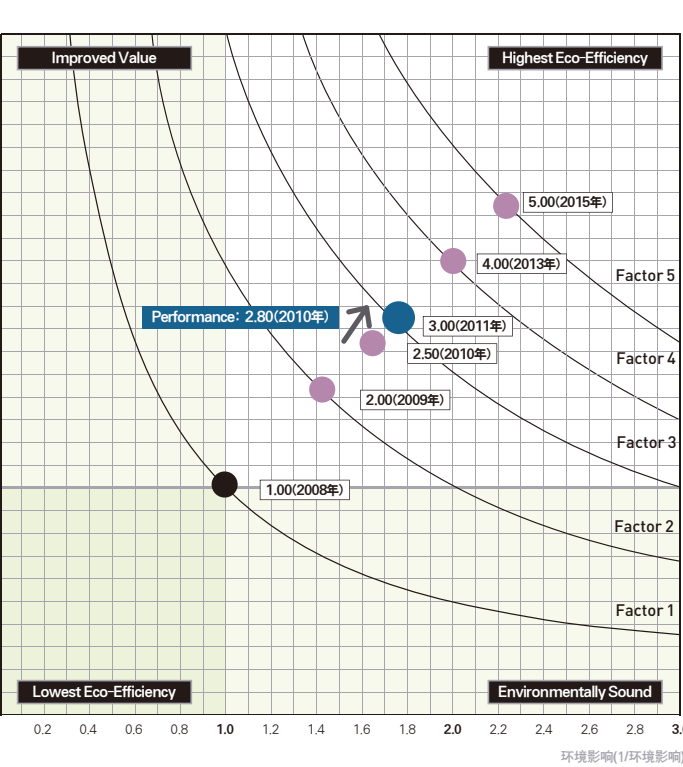 Improved Value
Highest Eco-Efficiency
5.00(2015年)
4.00(2013年)
Factor 5
Performance: 2.80(2010年)
3.00(2011年)
2.50(2010年)
Factor 4
2.00(2009年)
Factor 3
1.00(2008年)
Factor 2
Factor 1
Lowest Eco-Efficiency
Environmentally Sound
0.2 0.4 0.6 0.8 1.0 1.2 1.4 1.6 1.8 2.0 2.2 2.4 2.6 2.8 3.
环境影响(1/环境影响)